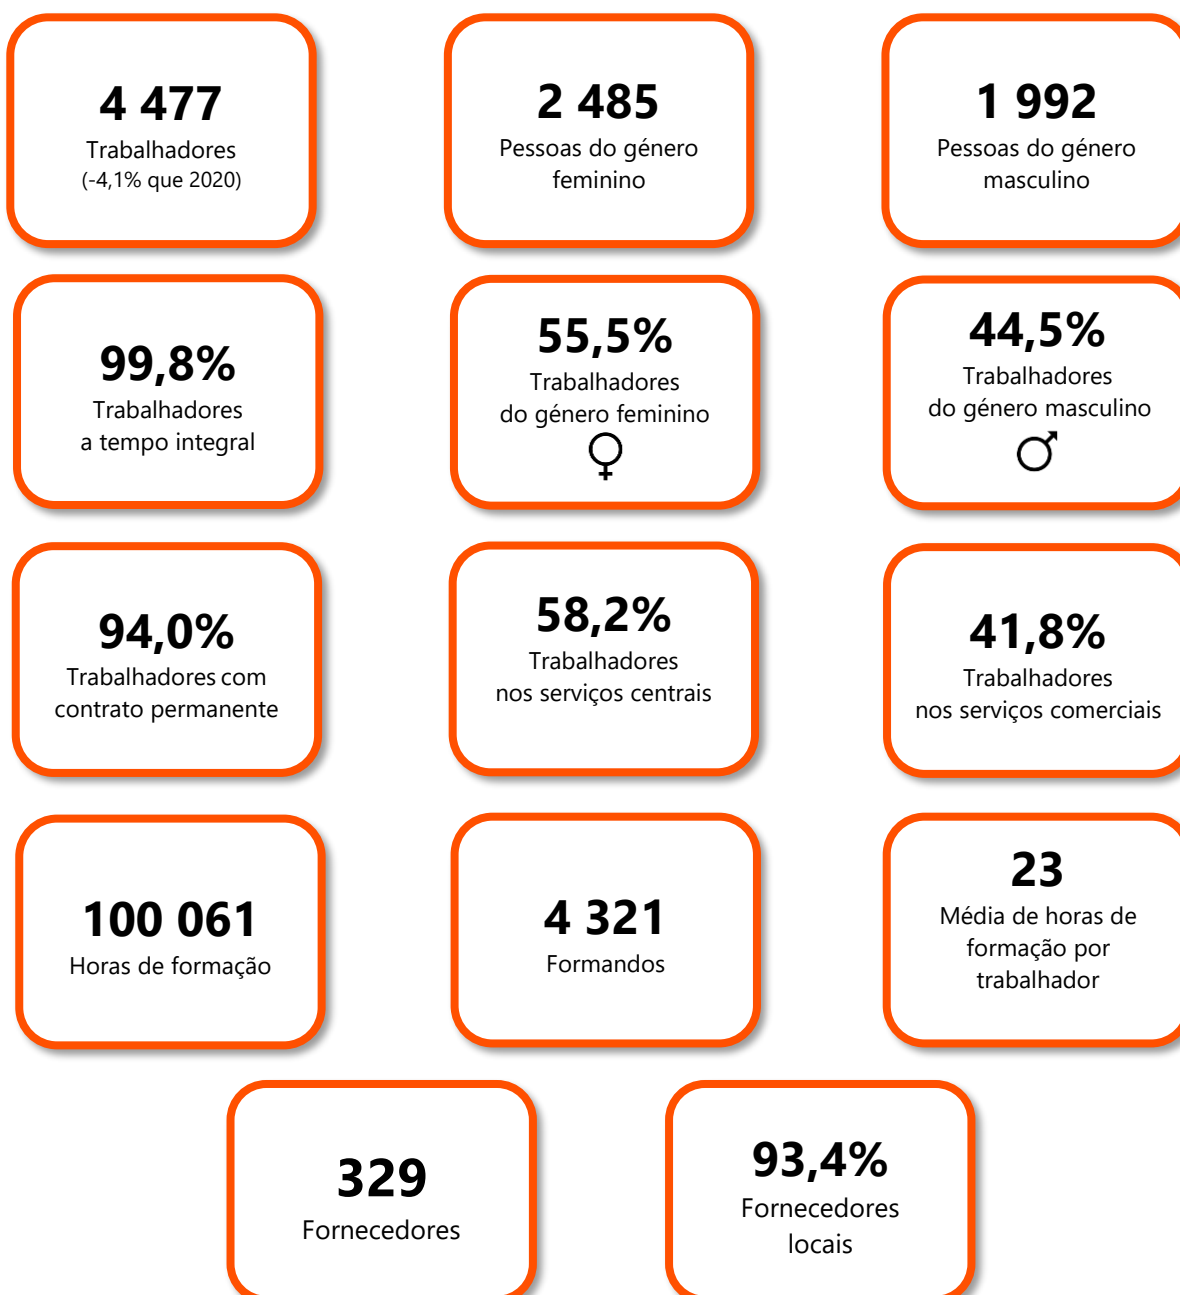 4 477
Trabalhadores
(-4,1% que 2020)
2 485
Pessoas do género
feminino
1 992
Pessoas do género
masculino
99,8%
Trabalhadores
a tempo integral
55,5%
Trabalhadores
do género feminino
44,5%
Trabalhadores
do género masculino
94,0%
Trabalhadores com
contrato permanente
58,2%
Trabalhadores
nos serviços centrais
41,8%
Trabalhadores
nos serviços comerciais
100 061
Horas de formação
4 321
Formandos
23
Média de horas de
formação por
trabalhador
329
Fornecedores
93,4%
Fornecedores
locais